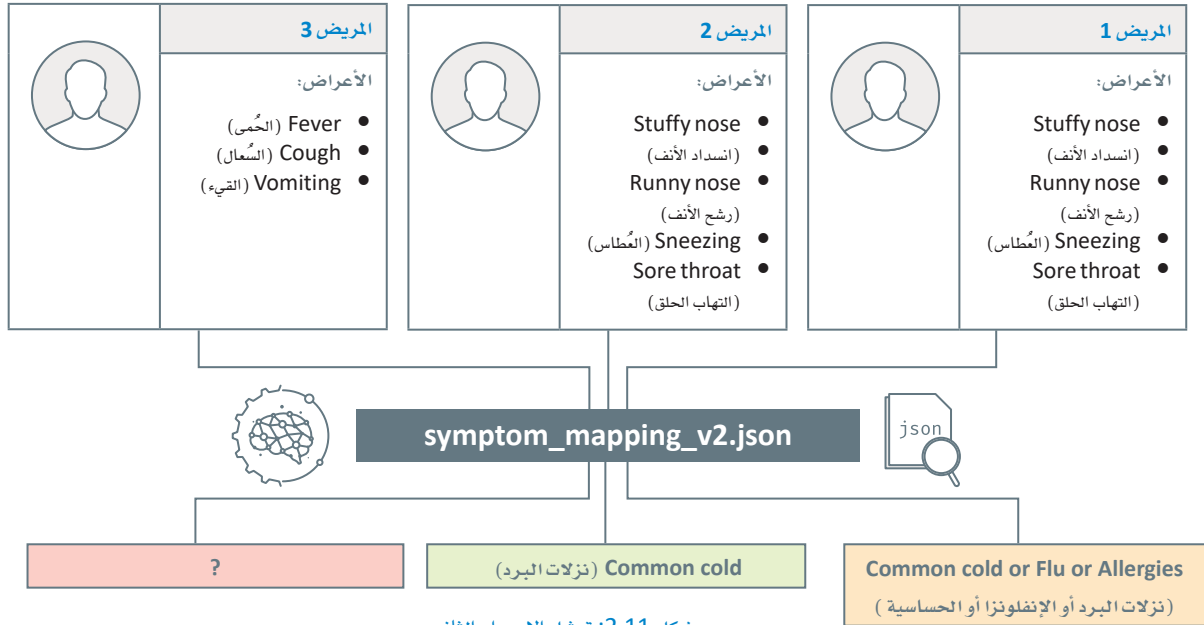 المريض 1
الأعراض:
Stuffy nose
(انسداد الأنف)
Runny nose
(رشح الأنف)
Sneezing (العُطاس)
Sore throat
(التهاب الحلق)
المريض 2
الأعراض:
Stuffy nose
(انسداد الأنف)
Runny nose
(رشح الأنف)
Sneezing (العُطاس)
Sore throat
(التهاب الحلق)
المريض 3
الأعراض:
Fever (الحُمى)
Cough (السُعال)
Vomiting (القيء)
symptom_mapping_v2.json
json
Common cold or Flu or Allergies
(نزلات البرد أو الإنفلونزا أو الحساسية )
Common cold (نزلات البرد)
?